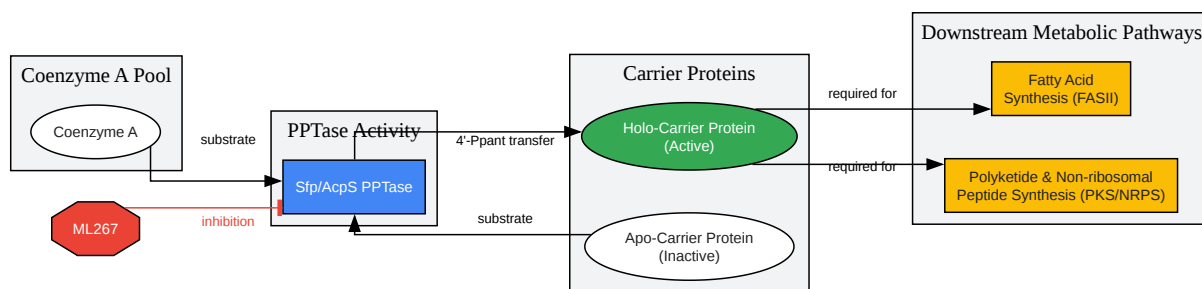 Coenzyme A Pool
Coenzyme A
ML267
substrate
inhibition
PPTase Activity
Sfp/AcpS PPTase
4'-Ppant transfer
substrate
Carrier Proteins
Holo-Carrier Protein
(Active)
Apo-Carrier Protein
(Inactive)
required for
required for
Downstream Metabolic Pathways
Fatty Acid
Synthesis (FASII)
Polyketide & Non-ribosomal
Peptide Synthesis (PKS/NRPS)